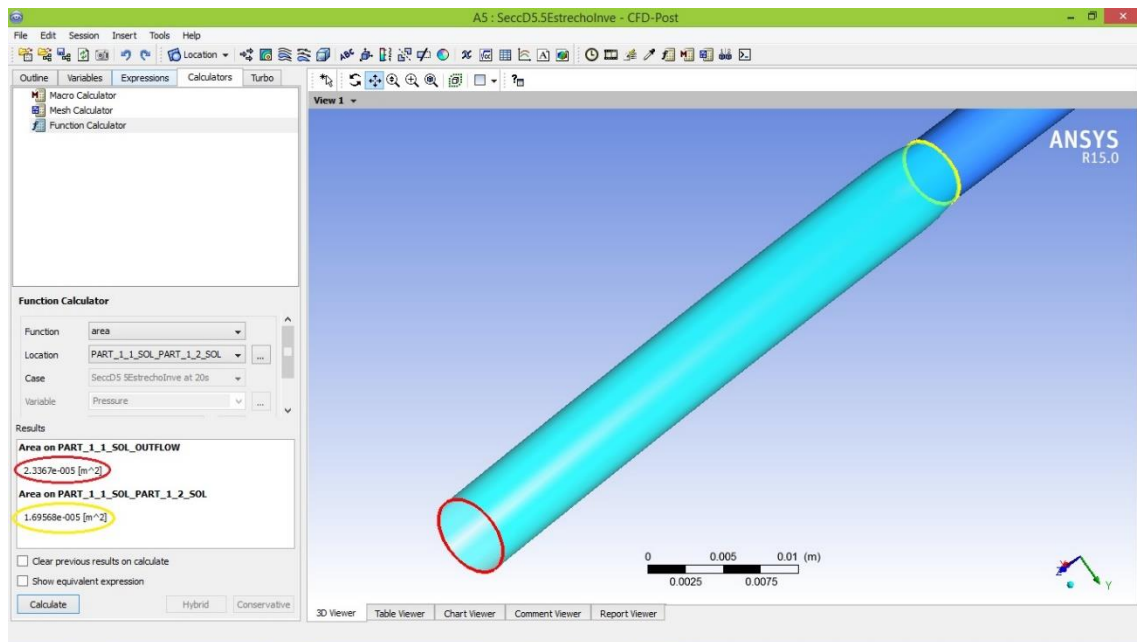 A5 : SeccD5.5EstrechoInve - CFD-Post
File Edit Session Insert Tools Help
Location
Outline Variables Expressions Calculators Turbo
Macro Calculator
Mesh Calculator
Function Calculator
View 1
ANSYS
R15.0
Function Calculator
Function area
Location PART_1_1_SOL_PART_1_2_SOL ...
Case SeccD5 5EstrechoInve at 20s
Variable Pressure ...
Results
Area on PART_1_1_SOL_OUTFLOW
2.3367e-005 [m^2]
Area on PART_1_1_SOL_PART_1_2_SOL
1.69568e-005 [m^2]
Clear previous results on calculate
Show equivalent expression
Calculate Hybrid Conservative
0 0.005 0.01 (m)
0.0025 0.0075
Y
3D Viewer Table Viewer Chart Viewer Comment Viewer Report Viewer